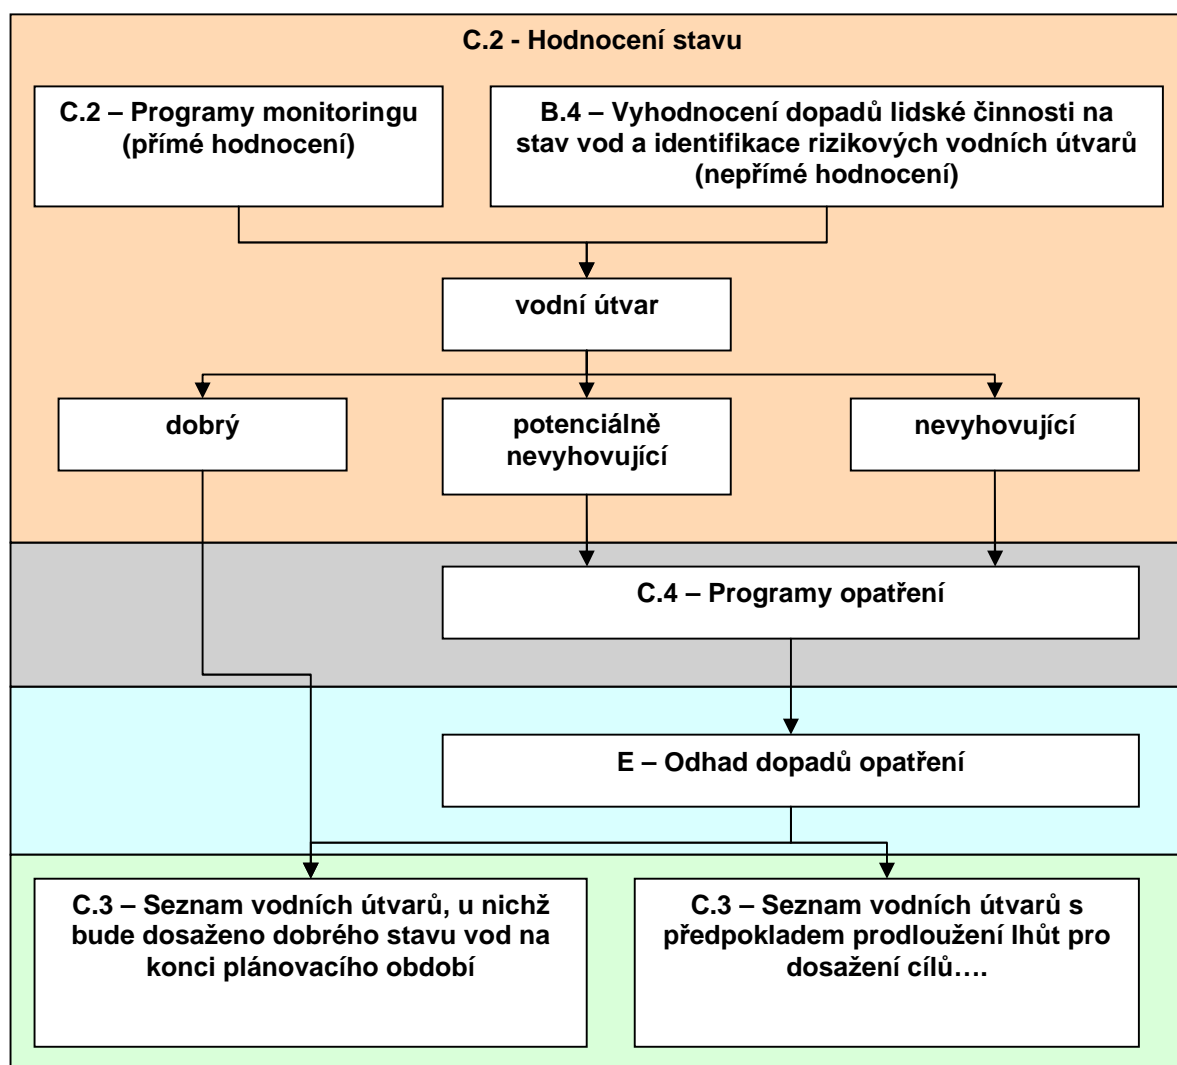 C.2 - Hodnocení stavu
C.2 – Programy monitoringu
(přímé hodnocení)
B.4 – Vyhodnocení dopadů lidské činnosti na
stav vod a identifikace rizikových vodních útvarů
(nepřímé hodnocení)
vodní útvar
dobrý
potenciálně
nevyhovující
nevyhovující
C.4 – Programy opatření
E – Odhad dopadů opatření
C.3 – Seznam vodních útvarů, u nichž
bude dosaženo dobrého stavu vod na
konci plánovacího období
C.3 – Seznam vodních útvarů s
předpokladem prodloužení lhůt pro
dosažení cílů….